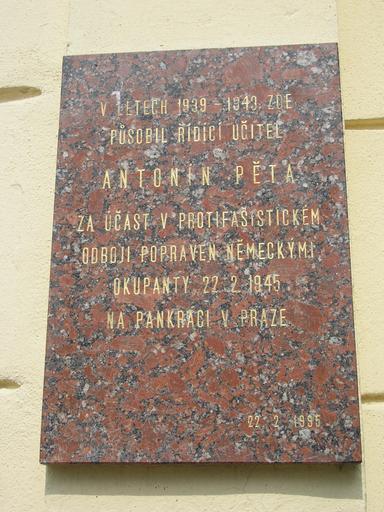 V LETECH 1939 - 1943 ZDE
PŮSOBIL ŘÍDÍCÍ UČITEL
ANTONÍN PĚTA
ZA ÚČAST V PROTIFAŠISTICKÉM
ODBOJI POPRAVEN NĚMECKÝMI
OKUPANTY 22. 2. 1945
NA PANKRÁCI V PRAZE
22. 2. 1995